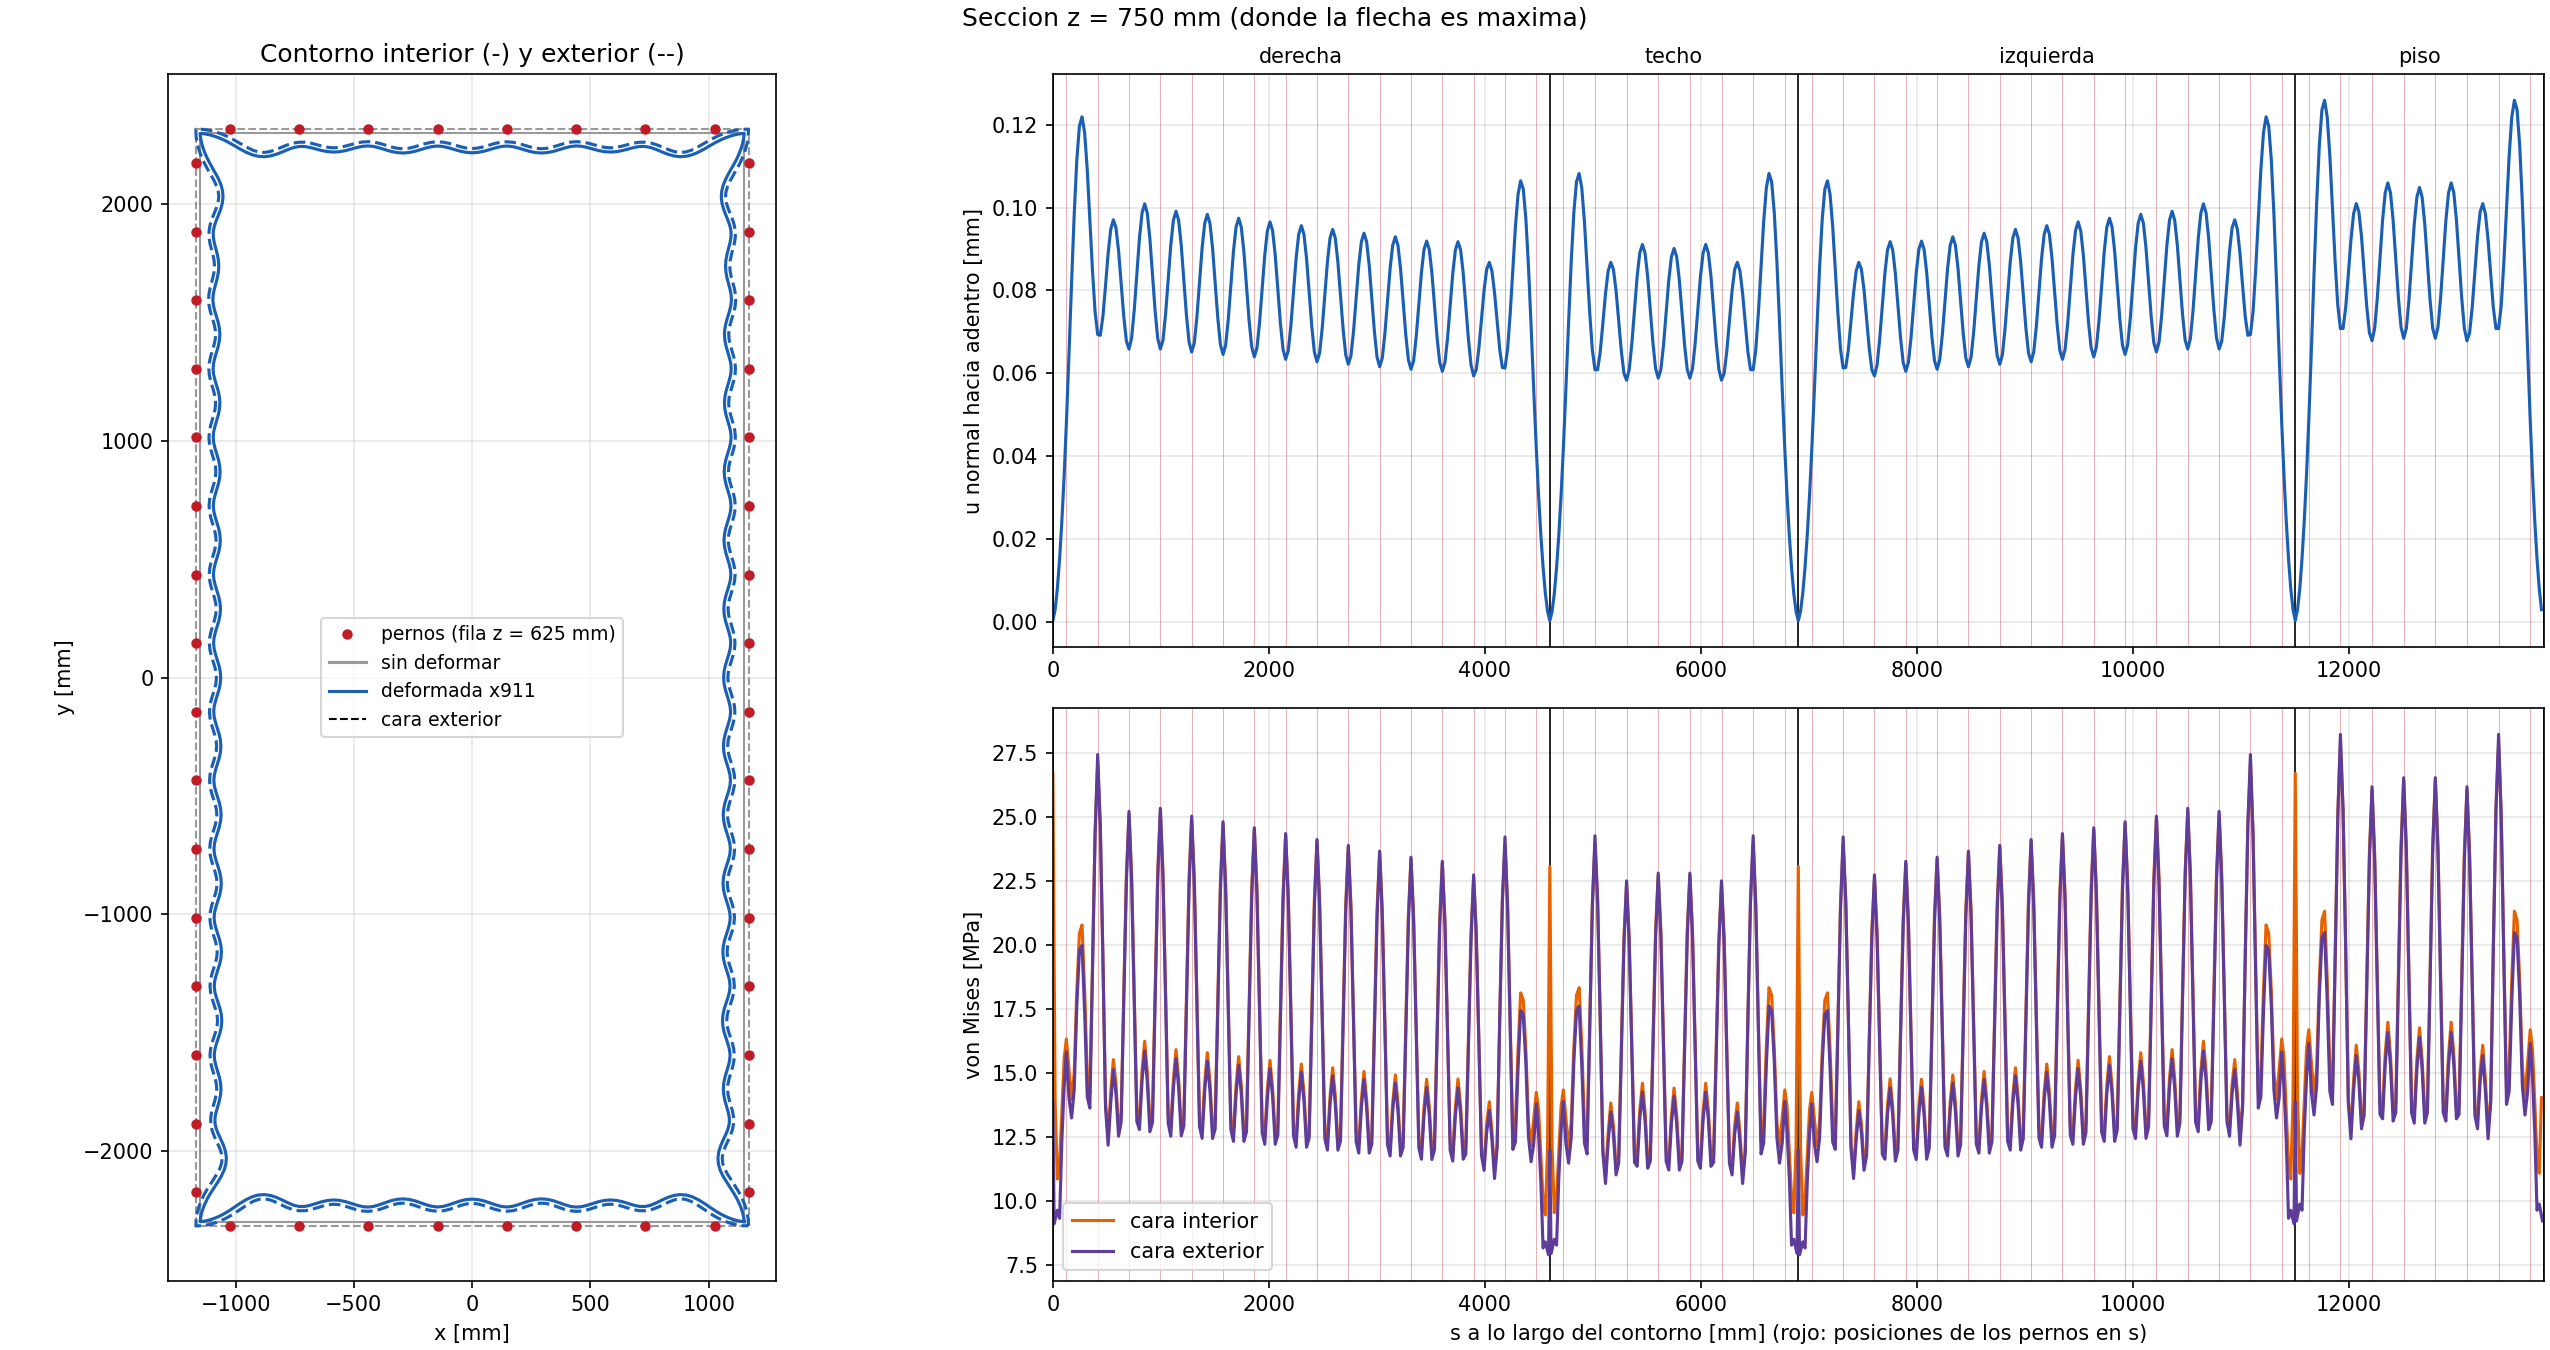 Seccion z = 750 mm (donde la flecha es maxima)
Contorno interior (-) y exterior (--)
y [mm]
2000
1000
0
−1000
−2000
pernos (fila z = 625 mm)
sin deformar
deformada x911
cara exterior
−1000
−500
0
500
1000
x [mm]
derecha
techo
izquierda
piso
u normal hacia adentro [mm]
0.12
0.10
0.08
0.06
0.04
0.02
0.00
0
2000
4000
6000
8000
10000
12000
von Mises [MPa]
27.5
25.0
22.5
20.0
17.5
15.0
12.5
10.0
7.5
cara interior
cara exterior
0
2000
4000
6000
8000
10000
12000
s a lo largo del contorno [mm] (rojo: posiciones de los pernos en s)